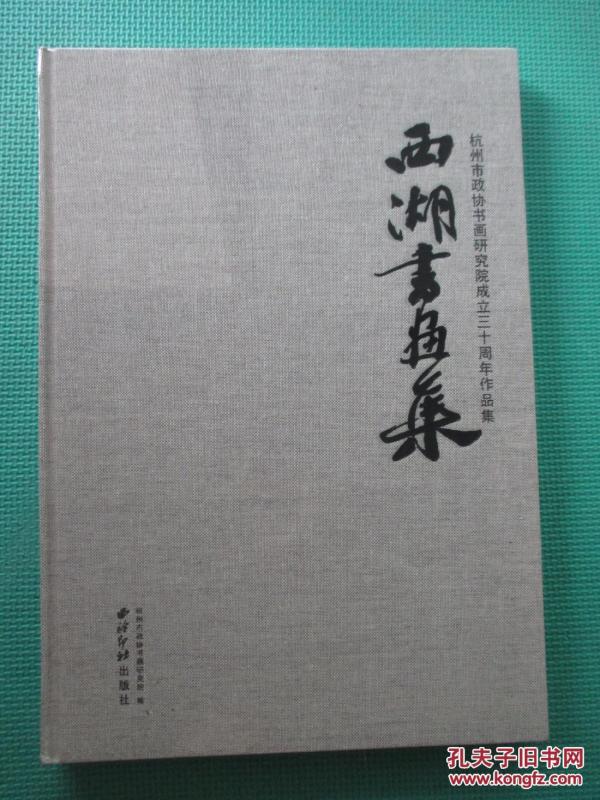 杭州市政协书画研究院成立三十周年作品集
西湖書画集
杭州市政协书画研究院 编
西泠印社出版社
孔夫子旧书网
www.kongfz.com